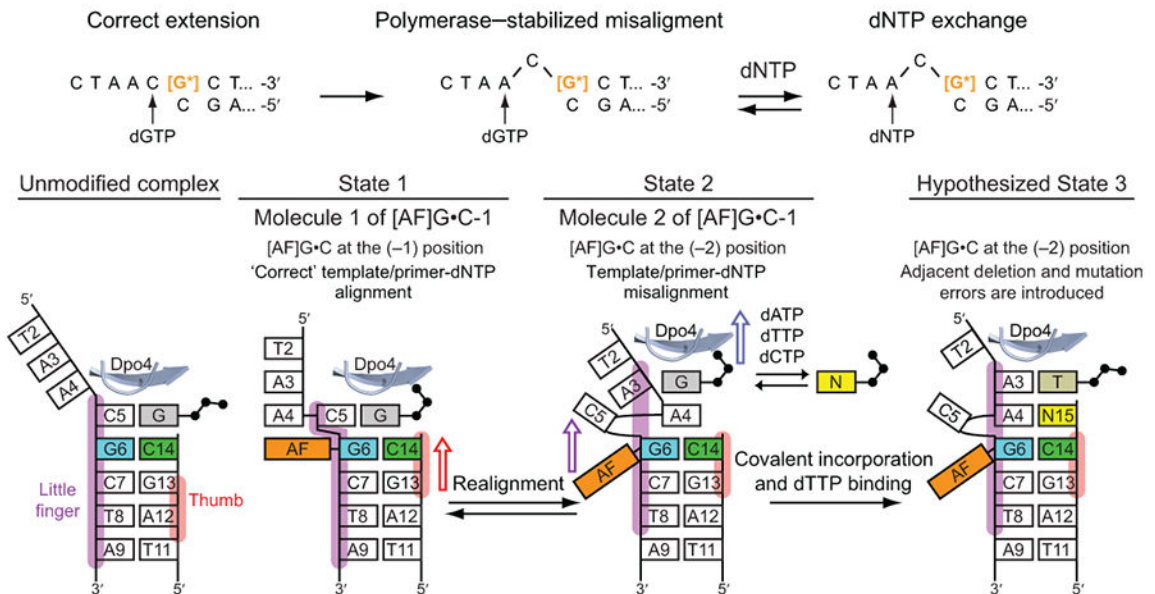 Correct extension
Polymerase–stabilized misaligment
dNTP exchange
C T A A C [G*] C T... -3′
C G A... -5′
dGTP
C T A A C [G*] C T... -3′
C G A... -5′
dGTP
dNTP
C T A A C [G*] C T... -3′
C G A... -5′
dNTP
Unmodified complex
State 1
State 2
Hypothesized State 3
Molecule 1 of [AF]G•C-1
[AF]G•C at the (–1) position
'Correct' template/primer-dNTP
alignment
Molecule 2 of [AF]G•C-1
[AF]G•C at the (–2) position
Template/primer-dNTP
misalignment
[AF]G•C at the (–2) position
Adjacent deletion and mutation
errors are introduced
5′
T2
A3
A4
Dpo4
C5 G
G6 C14
C7 G13
T8 A12
A9 T11
3′ 5′
Little
finger
Thumb
5′
T2
A3
Dpo4
A4 C5 G
AF G6 C14
C7 G13
T8 A12
A9 T11
3′ 5′
Realignment
5′
T2
A3
Dpo4
G
C5 A4
AF G6 C14
C7 G13
T8 A12
A9 T11
3′ 5′
dATP
dTTP
dCTP
N
Covalent incorporation
and dTTP binding
5′
T2
Dpo4
A3 T
C5 A4 N15
AF G6 C14
C7 G13
T8 A12
A9 T11
3′ 5′